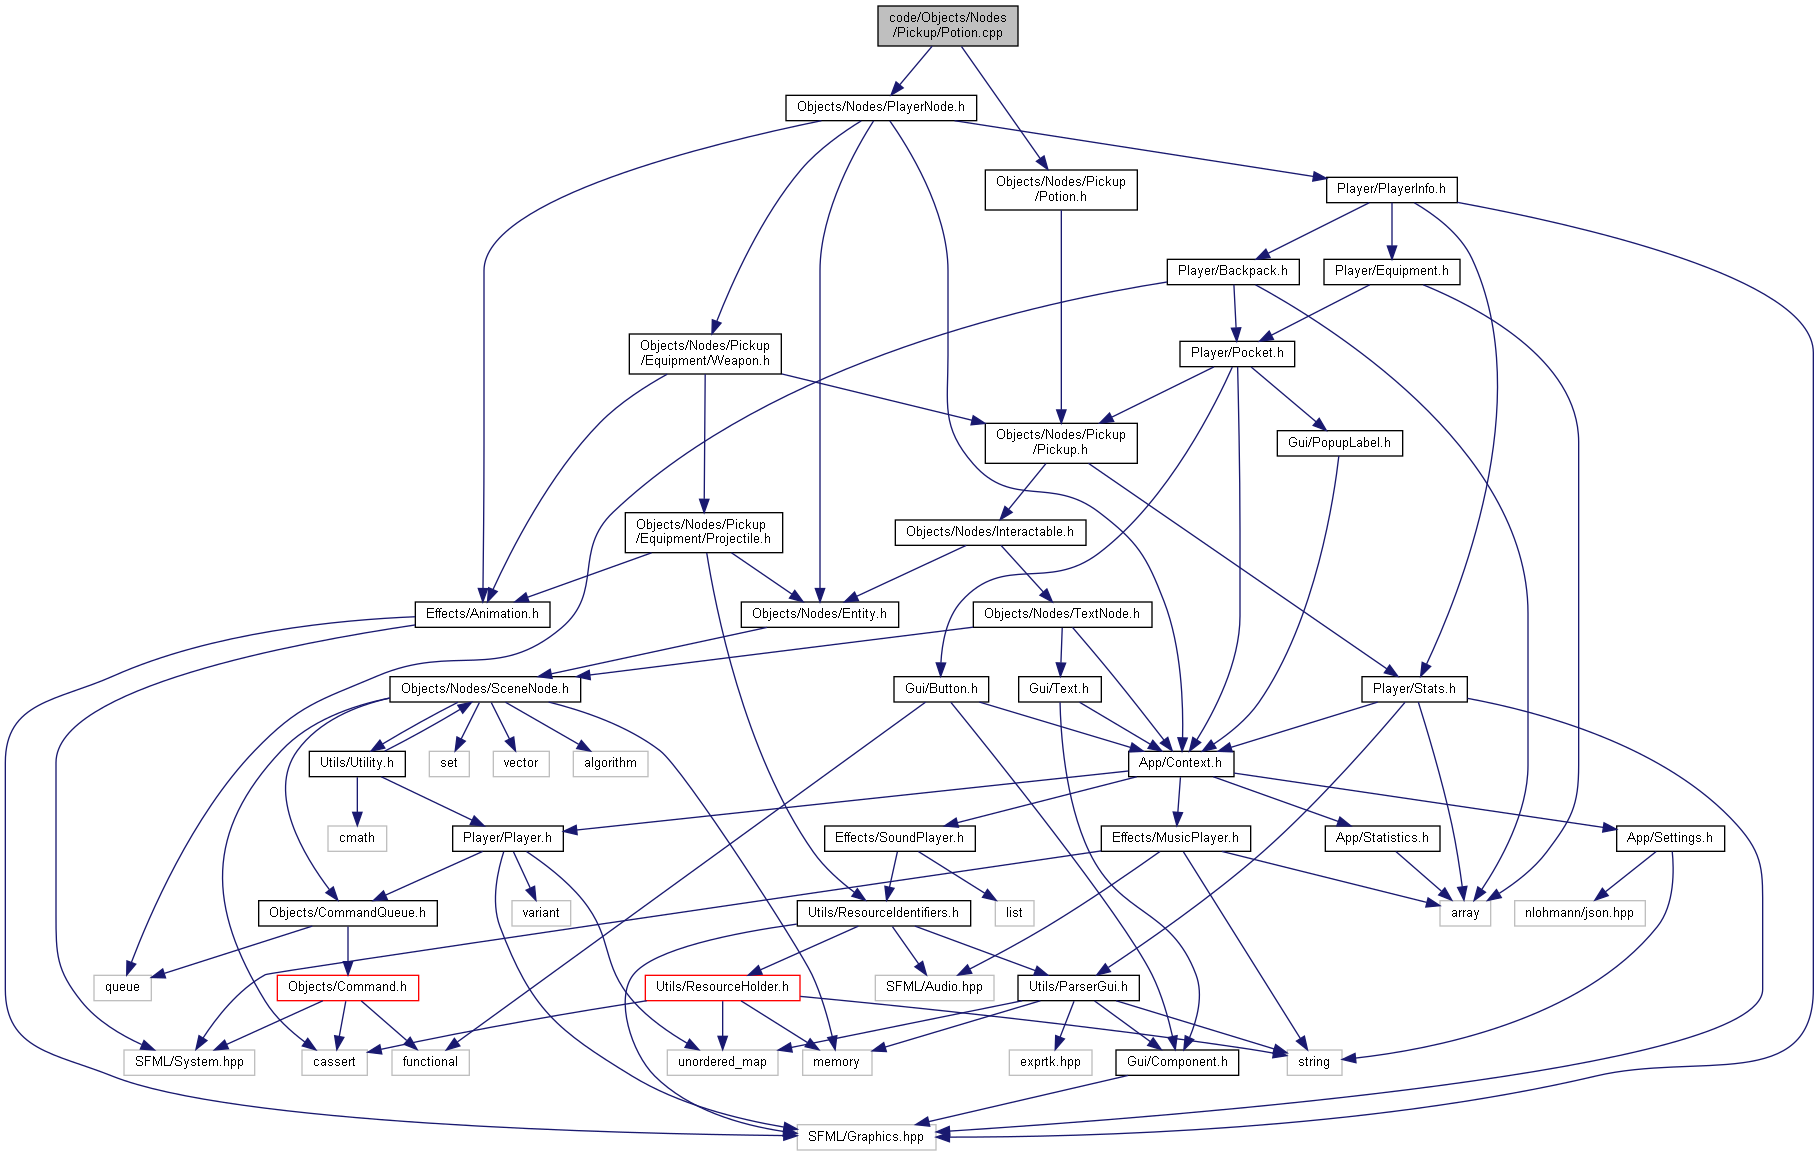 code/Objects/Nodes
/Pickup/Potion.cpp
Objects/Nodes/PlayerNode.h
Objects/Nodes/Pickup
/Potion.h
Player/PlayerInfo.h
Player/Backpack.h
Player/Equipment.h
Objects/Nodes/Pickup
/Equipment/Weapon.h
Player/Pocket.h
Objects/Nodes/Pickup
/Pickup.h
Gui/PopupLabel.h
Objects/Nodes/Pickup
/Equipment/Projectile.h
Objects/Nodes/Interactable.h
Effects/Animation.h
Objects/Nodes/Entity.h
Objects/Nodes/TextNode.h
Objects/Nodes/SceneNode.h
Gui/Button.h
Gui/Text.h
Player/Stats.h
Utils/Utility.h
set
vector
algorithm
App/Context.h
cmath
Player/Player.h
Effects/SoundPlayer.h
Effects/MusicPlayer.h
App/Statistics.h
App/Settings.h
Objects/CommandQueue.h
variant
Utils/ResourceIdentifiers.h
list
array
nlohmann/json.hpp
queue
Objects/Command.h
Utils/ResourceHolder.h
SFML/Audio.hpp
Utils/ParserGui.h
SFML/System.hpp
cassert
functional
unordered_map
memory
exprtk.hpp
Gui/Component.h
string
SFML/Graphics.hpp